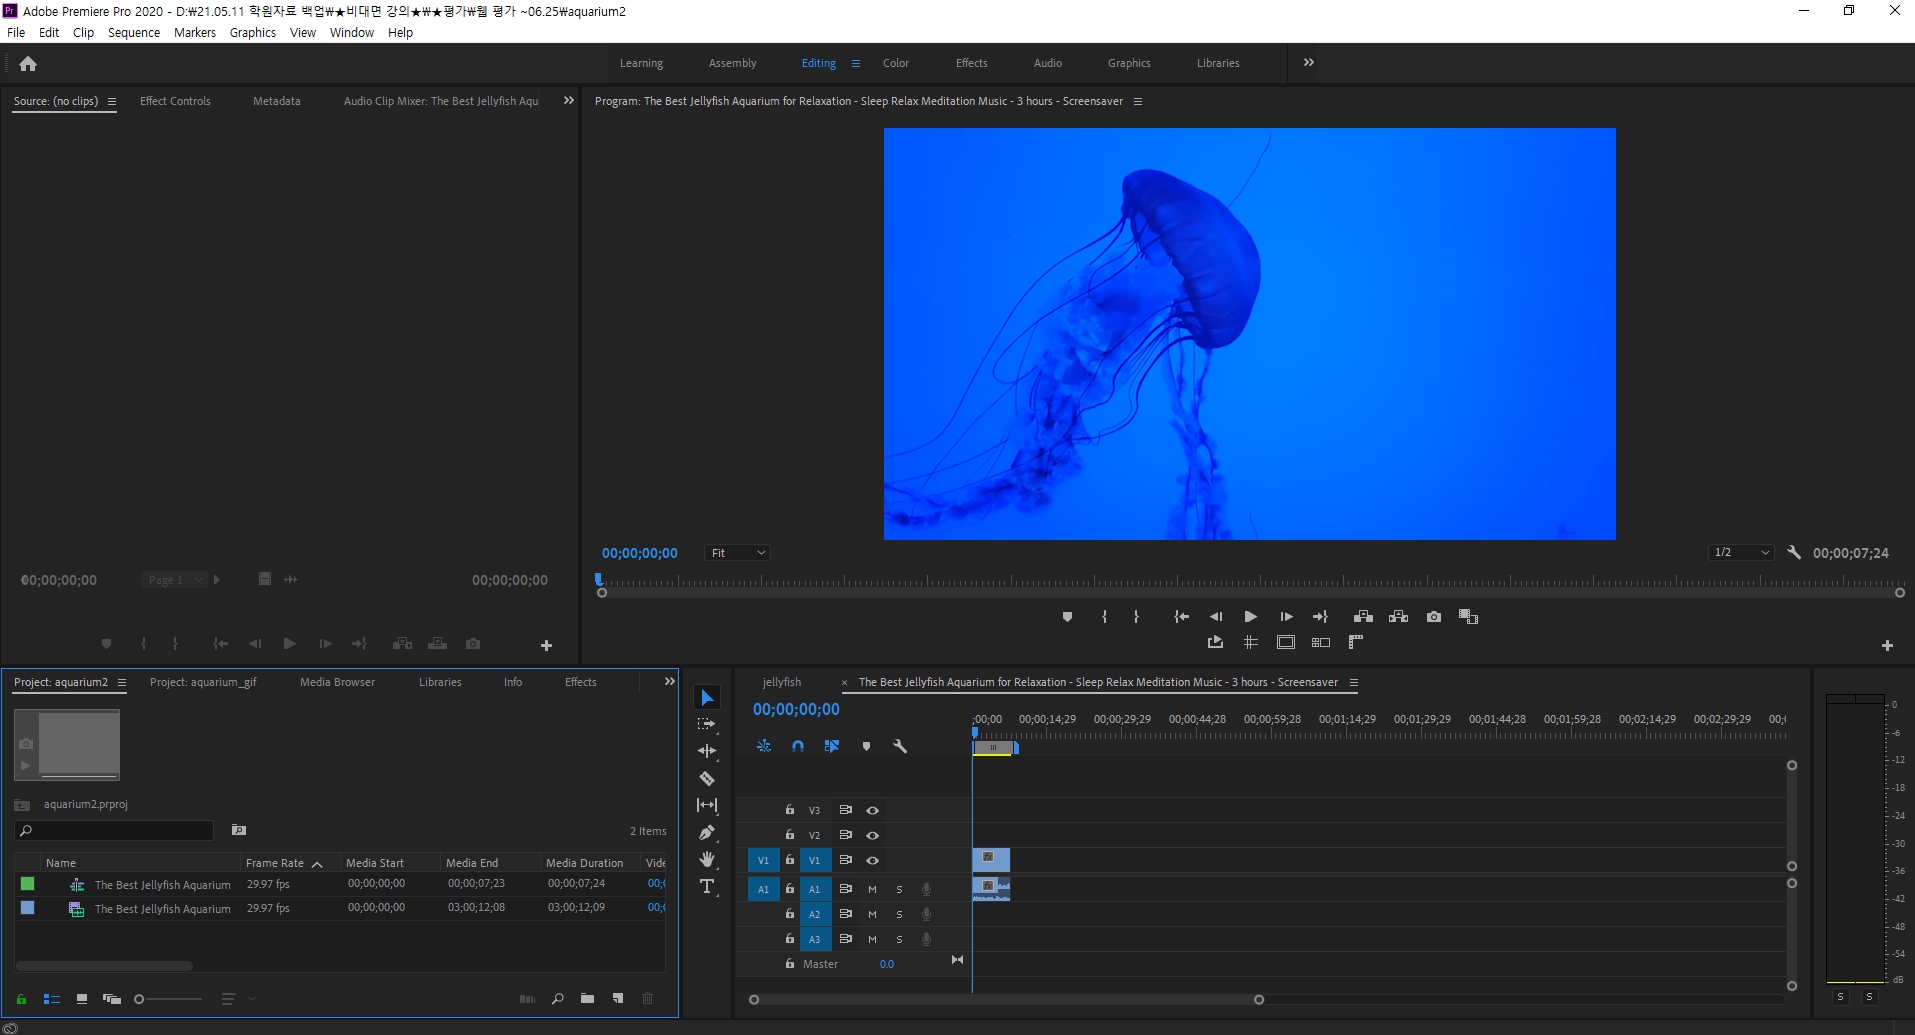 Adobe Premiere Pro 2020 - D:₩21.05.11 학원자료 백업₩★비대면 강의★₩★평가₩웹 평가 ~06.25₩aquarium2
File Edit Clip Sequence Markers Graphics View Window Help
Learning Assembly Editing Color Effects Audio Graphics Libraries
Source: (no clips) Effect Controls Metadata Audio Clip Mixer: The Best Jellyfish Aqu
Program: The Best Jellyfish Aquarium for Relaxation - Sleep Relax Meditation Music - 3 hours - Screensaver
00;00;00;00 Fit 1/2 00;00;07;24
00;00;00;00 Page 1 00;00;00;00
Project: aquarium2 Project: aquarium_gif Media Browser Libraries Info Effects
aquarium2.prproj
2 Items
Name Frame Rate Media Start Media End Media Duration Vide
The Best Jellyfish Aquarium 29.97 fps 00;00;00;00 00;00;07;23 00;00;07;24 00;
The Best Jellyfish Aquarium 29.97 fps 00;00;00;00 03;00;12;08 03;00;12;09 00;
jellyfish × The Best Jellyfish Aquarium for Relaxation - Sleep Relax Meditation Music - 3 hours - Screensaver
00;00;00;00
;00;00 00;00;14;29 00;00;29;29 00;00;44;28 00;00;59;28 00;01;14;29 00;01;29;29 00;01;44;28 00;01;59;28 00;02;14;29 00;02;29;29 00;
V3
V2
V1 V1
A1 A1 M S
A2 M S
A3 M S
Master 0.0
0
-6
-12
-18
-24
-30
-36
-42
-48
-54
dB
S S